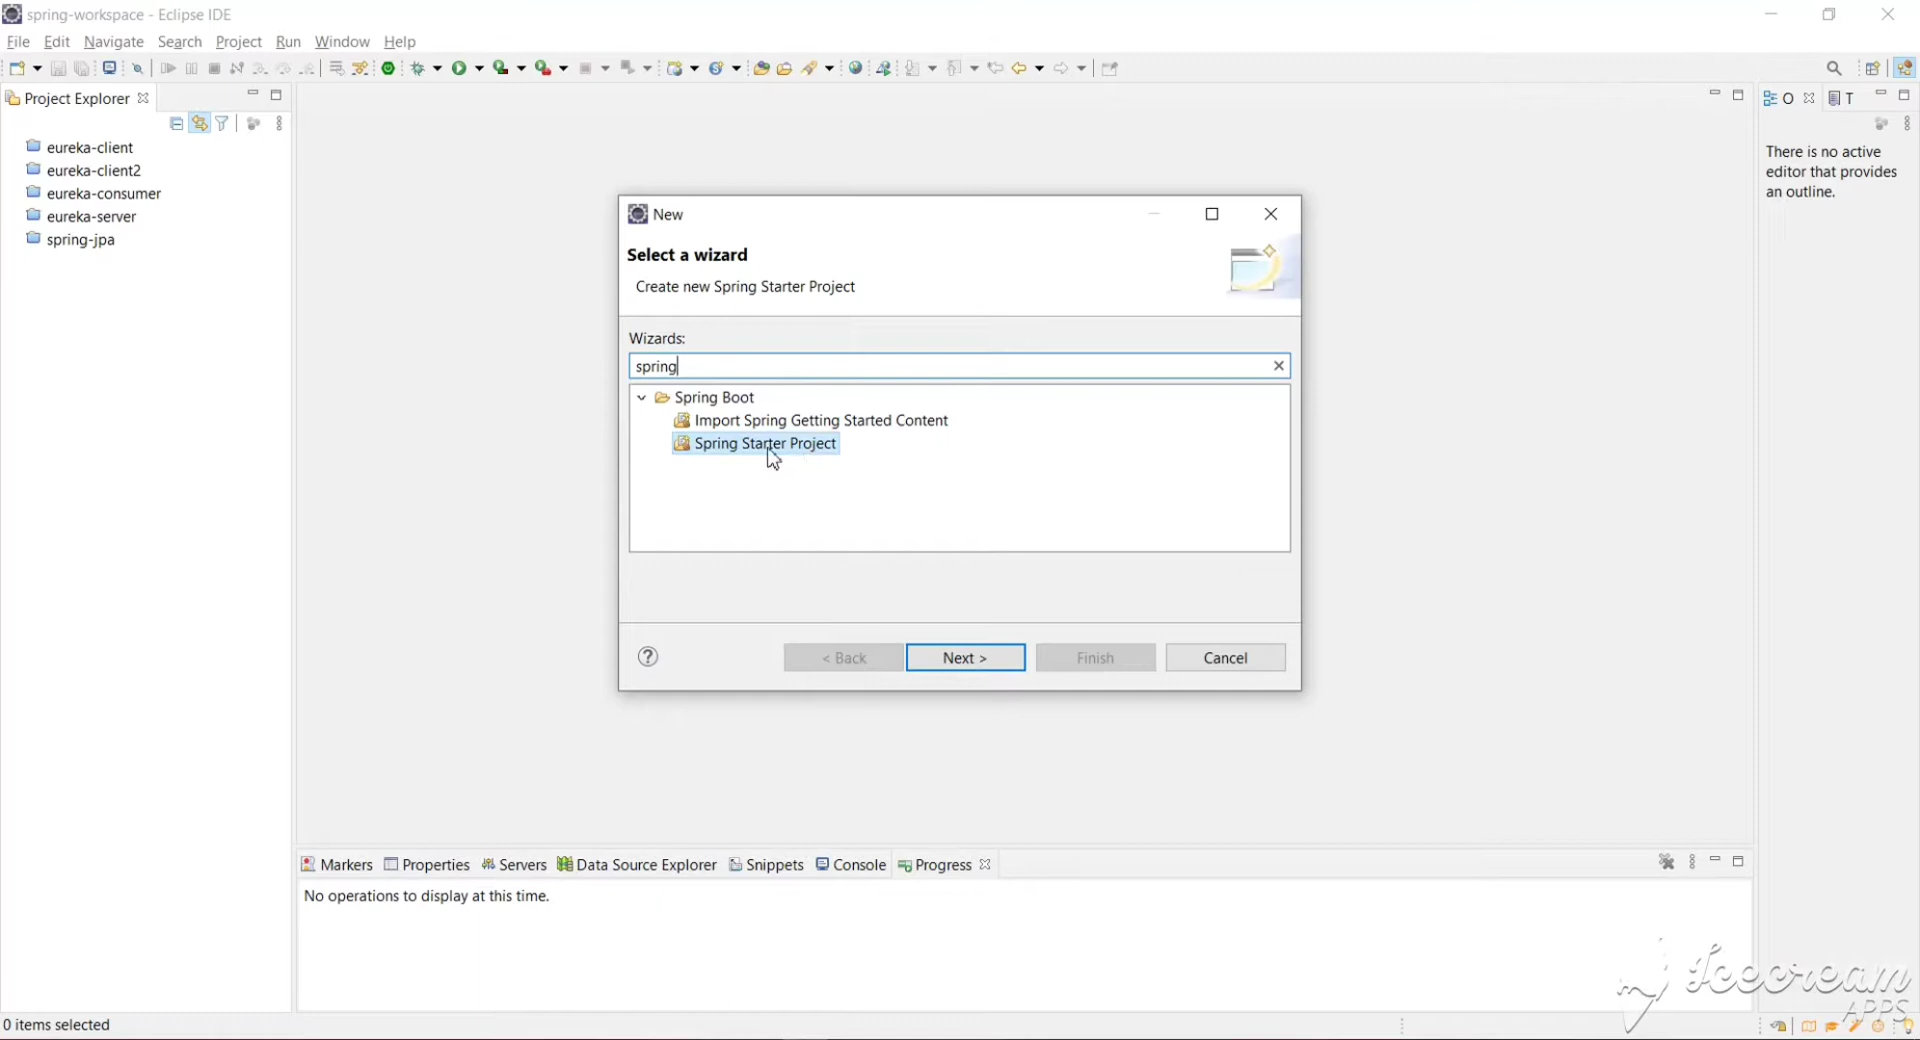 spring-workspace - Eclipse IDE
File Edit Navigate Search Project Run Window Help
Project Explorer
O T
eureka-client
eureka-client2
eureka-consumer
eureka-server
spring-jpa
There is no active
editor that provides
an outline.
New
Select a wizard
Create new Spring Starter Project
Wizards:
spring
Spring Boot
Import Spring Getting Started Content
Spring Starter Project
< Back Next > Finish Cancel
Markers Properties Servers Data Source Explorer Snippets Console Progress
No operations to display at this time.
Icecream
APPS
0 items selected